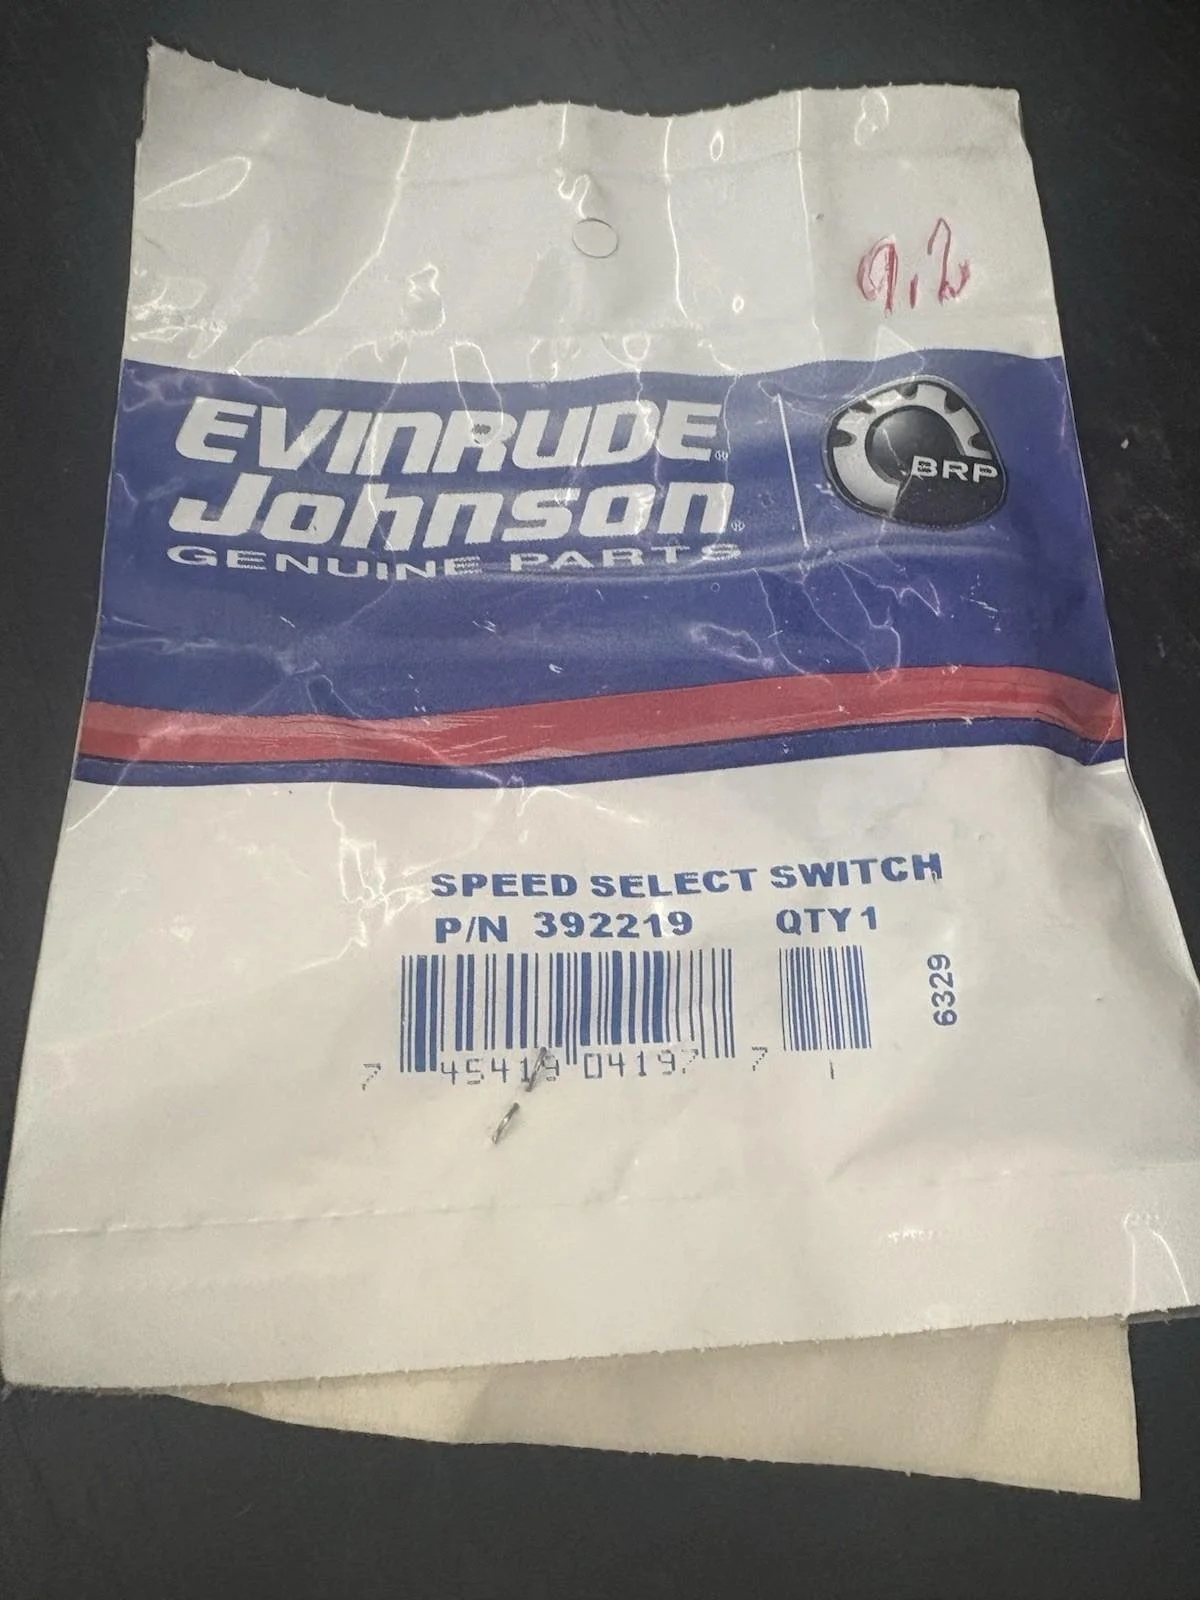 9.2
EVINRUDE®
Johnson®
GENUINE PARTS
BRP
SPEED SELECT SWITCH
P/N 392219 QTY 1
6329
7 45419 04197 7 1